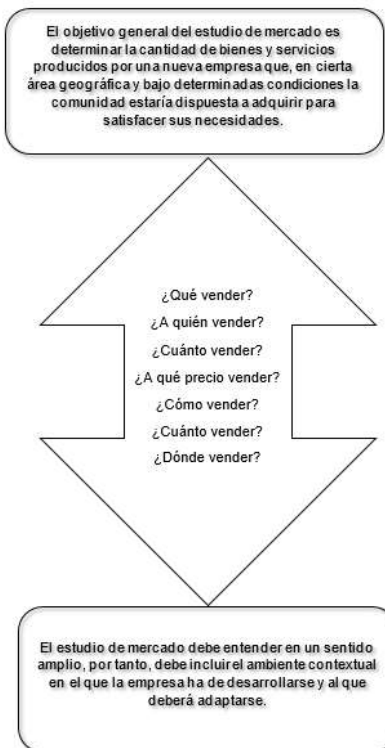 El objetivo general del estudio de mercado es
determinar la cantidad de bienes y servicios
producidos por una nueva empresa que, en cierta
área geográfica y bajo determinadas condiciones la
comunidad estaría dispuesta a adquirir para
satisfacer sus necesidades.
¿Qué vender?
¿A quién vender?
¿Cuánto vender?
¿A qué precio vender?
¿Cómo vender?
¿Cuánto vender?
¿Dónde vender?
El estudio de mercado debe entender en un sentido
amplio, por tanto, debe incluir el ambiente contextual
en el que la empresa ha de desarrollarse y al que
deberá adaptarse.